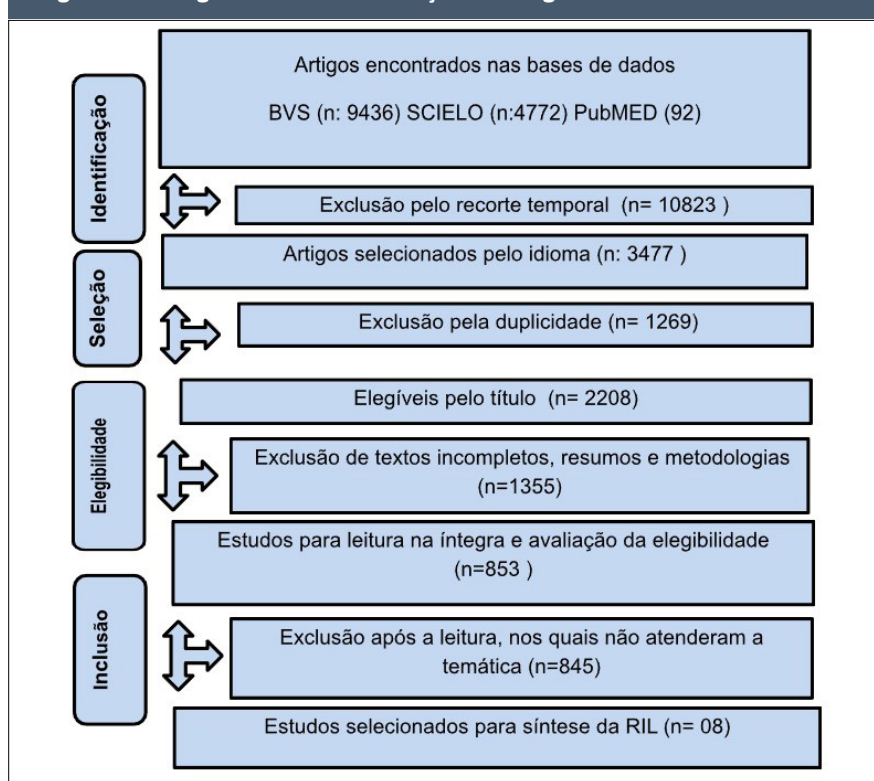 Artigos encontrados nas bases de dados
BVS (n: 9436) SCIELO (n:4772) PubMED (92)
Identificação
Exclusão pelo recorte temporal (n= 10823 )
Artigos selecionados pelo idioma (n: 3477 )
Seleção
Exclusão pela duplicidade (n= 1269)
Elegíveis pelo título (n= 2208)
Elegibilidade
Exclusão de textos incompletos, resumos e metodologias
(n=1355)
Estudos para leitura na íntegra e avaliação da elegibilidade
(n=853 )
Inclusão
Exclusão após a leitura, nos quais não atenderam a
temática (n=845)
Estudos selecionados para síntese da RIL (n= 08)